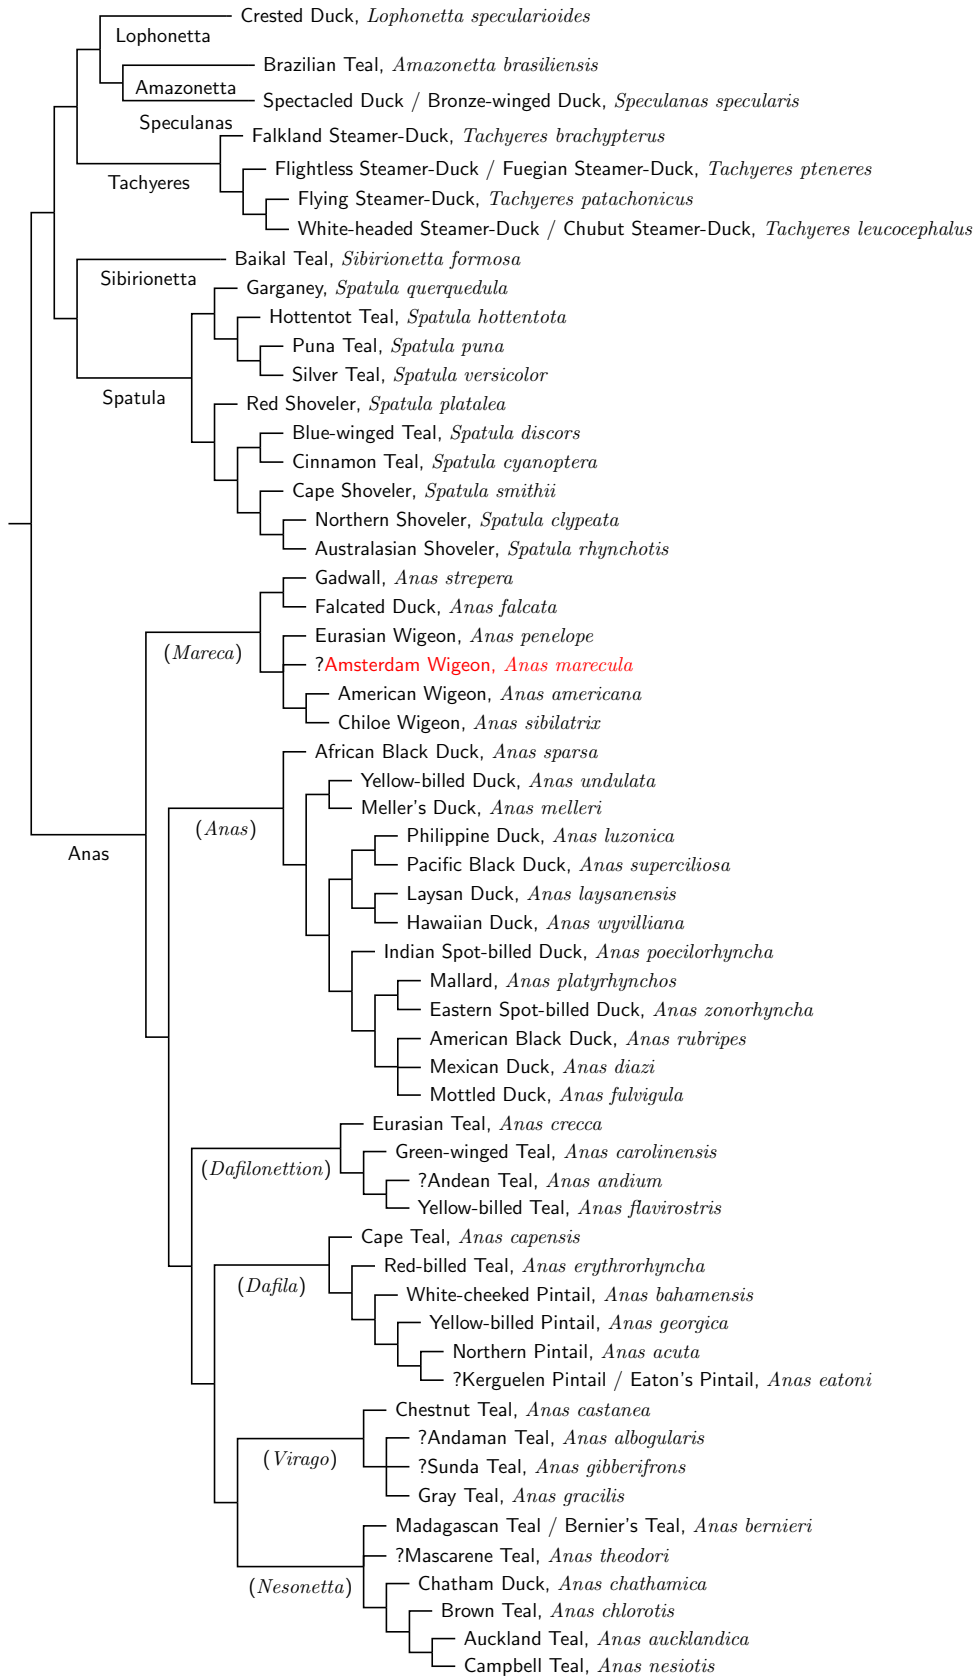 Crested Duck, Lophonetta specularioides
Lophonetta
Brazilian Teal, Amazonetta brasiliensis
Amazonetta
Spectacled Duck / Bronze-winged Duck, Speculanas specularis
Speculanas
Falkland Steamer-Duck, Tachyeres brachypterus
Flightless Steamer-Duck / Fuegian Steamer-Duck, Tachyeres pteneres
Tachyeres
Flying Steamer-Duck, Tachyeres patachonicus
White-headed Steamer-Duck / Chubut Steamer-Duck, Tachyeres leucocephalus
Baikal Teal, Sibirionetta formosa
Sibirionetta
Garganey, Spatula querquedula
Hottentot Teal, Spatula hottentota
Puna Teal, Spatula puna
Silver Teal, Spatula versicolor
Spatula
Red Shoveler, Spatula platalea
Blue-winged Teal, Spatula discors
Cinnamon Teal, Spatula cyanoptera
Cape Shoveler, Spatula smithii
Northern Shoveler, Spatula clypeata
Australasian Shoveler, Spatula rhynchotis
Gadwall, Anas strepera
Falcated Duck, Anas falcata
Eurasian Wigeon, Anas penelope
(Mareca)
?Amsterdam Wigeon, Anas marecula
American Wigeon, Anas americana
Chiloe Wigeon, Anas sibilatrix
African Black Duck, Anas sparsa
Yellow-billed Duck, Anas undulata
Meller's Duck, Anas melleri
(Anas)
Philippine Duck, Anas luzonica
Anas
Pacific Black Duck, Anas superciliosa
Laysan Duck, Anas laysanensis
Hawaiian Duck, Anas wyvilliana
Indian Spot-billed Duck, Anas poecilorhyncha
Mallard, Anas platyrhynchos
Eastern Spot-billed Duck, Anas zonorhyncha
American Black Duck, Anas rubripes
Mexican Duck, Anas diazi
Mottled Duck, Anas fulvigula
Eurasian Teal, Anas crecca
Green-winged Teal, Anas carolinensis
(Dafilonettion)
?Andean Teal, Anas andium
Yellow-billed Teal, Anas flavirostris
Cape Teal, Anas capensis
Red-billed Teal, Anas erythrorhyncha
(Dafila)
White-cheeked Pintail, Anas bahamensis
Yellow-billed Pintail, Anas georgica
Northern Pintail, Anas acuta
?Kerguelen Pintail / Eaton's Pintail, Anas eatoni
Chestnut Teal, Anas castanea
?Andaman Teal, Anas albogularis
(Virago)
?Sunda Teal, Anas gibberifrons
Gray Teal, Anas gracilis
Madagascan Teal / Bernier's Teal, Anas bernieri
?Mascarene Teal, Anas theodori
(Nesonetta)
Chatham Duck, Anas chathamica
Brown Teal, Anas chlorotis
Auckland Teal, Anas aucklandica
Campbell Teal, Anas nesiotis